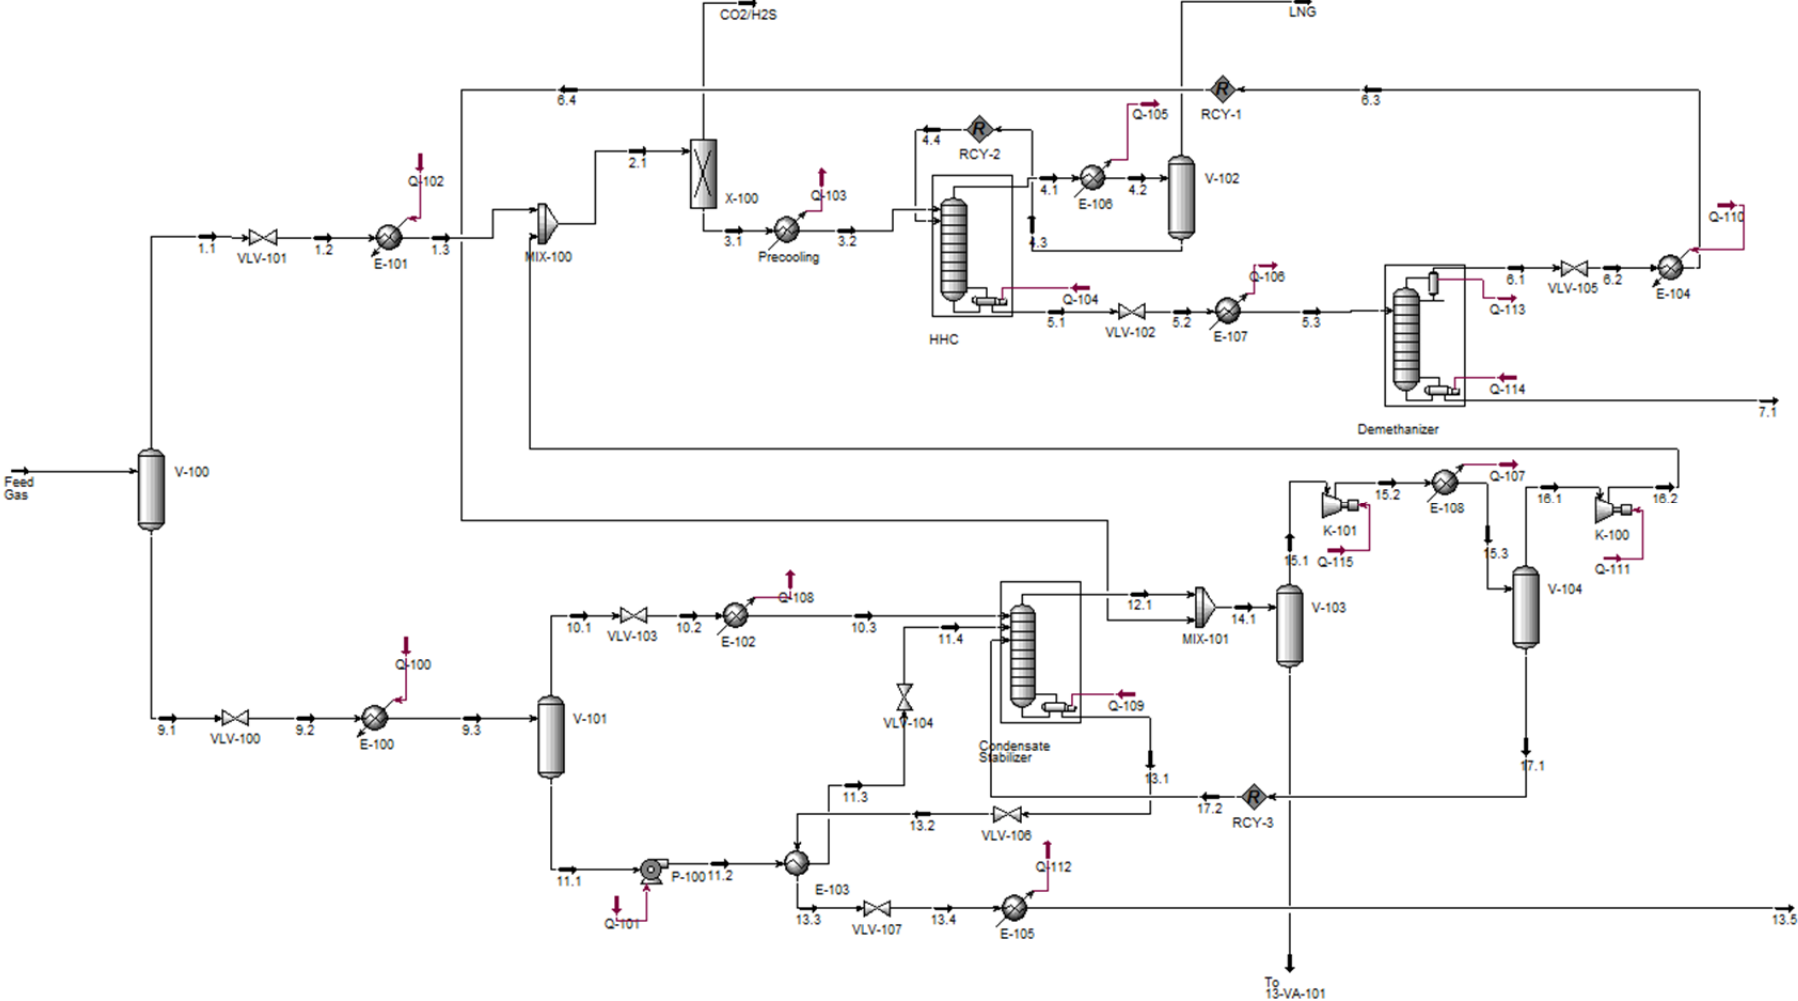 CO2/H2S
LNG
6.4
RCY-1
6.3
Q-105
4.4
RCY-2
2.1
Q-102
X-100
Q-103
4.1
E-106
4.2
V-102
Q-110
1.1
VLV-101
1.2
E-101
1.3
MIX-100
3.1
Precooling
3.2
4.3
Q-106
6.1
VLV-105
6.2
E-104
Q-104
Q-113
HHC
5.1
VLV-102
5.2
E-107
5.3
Q-114
7.1
Demethanizer
Feed
Gas
V-100
Q-107
15.2
E-108
16.1
16.2
K-101
K-100
15.1
Q-115
15.3
Q-111
V-104
Q-108
10.1
VLV-103
10.2
E-102
10.3
11.4
12.1
MIX-101
14.1
V-103
Q-100
9.1
VLV-100
9.2
E-100
9.3
V-101
VLV-104
Q-109
Condensate
Stabilizer
13.1
17.1
11.3
13.2
VLV-106
17.2
RCY-3
11.1
P-100
11.2
E-103
Q-112
Q-101
13.3
VLV-107
13.4
E-105
13.5
To
13-VA-101